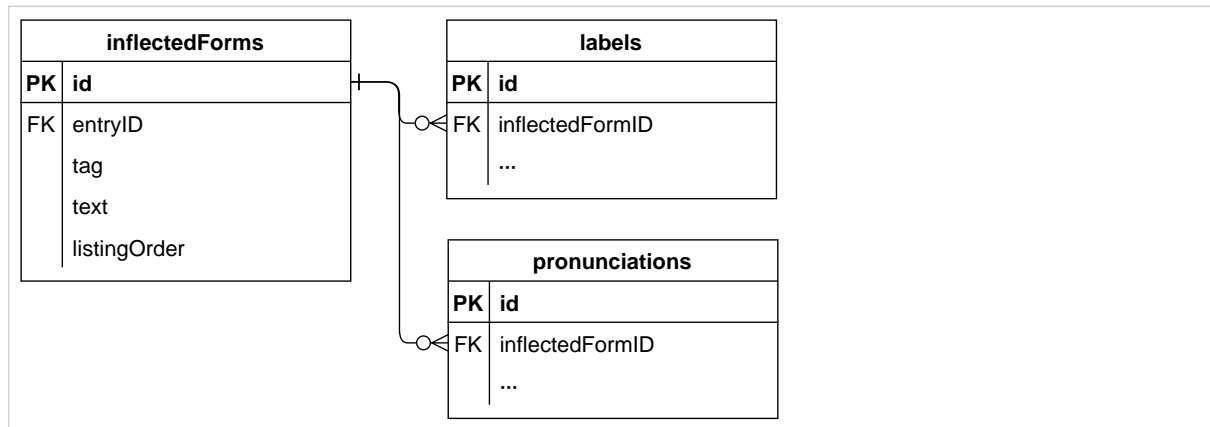 inflectedForms
PK id
FK entryID
tag
text
listingOrder
labels
PK id
FK inflectedFormID
...
pronunciations
PK id
FK inflectedFormID
...